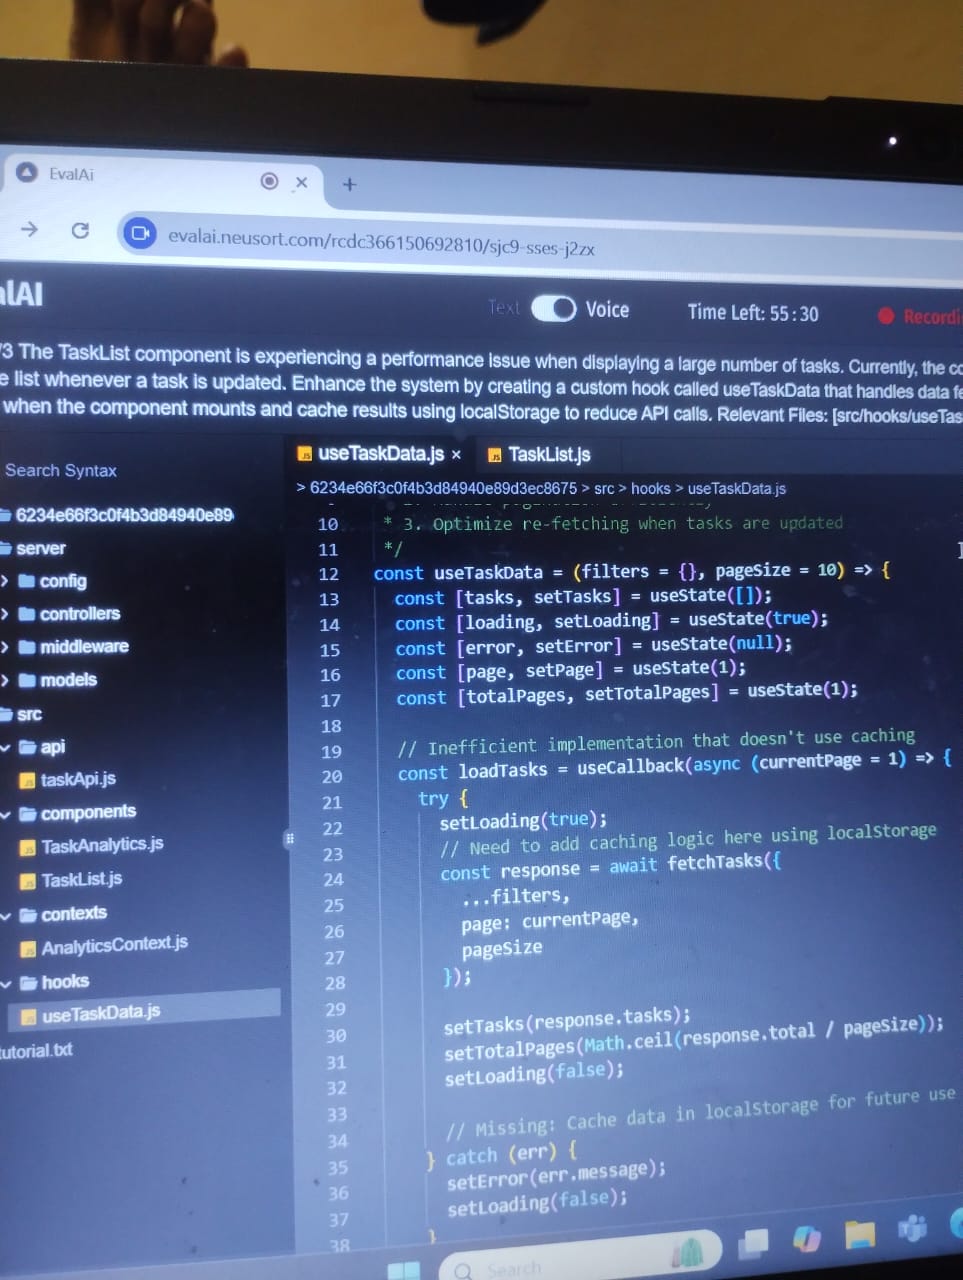 EvalAi
evalai.neusort.com/rcdc366150692810/sjc9-sses-j2zx
alAI
Text Voice Time Left: 55:30 Recordi
/3 The TaskList component is experiencing a performance issue when displaying a large number of tasks. Currently, the co
e list whenever a task is updated. Enhance the system by creating a custom hook called useTaskData that handles data fe
when the component mounts and cache results using localStorage to reduce API calls. Relevant Files: [src/hooks/useTas
Search Syntax
6234e66f3c0f4b3d84940e89
server
config
controllers
middleware
models
src
api
taskApi.js
components
TaskAnalytics.js
TaskList.js
contexts
AnalyticsContext.js
hooks
useTaskData.js
tutorial.txt
useTaskData.js × TaskList.js
> 6234e66f3c0f4b3d84940e89d3ec8675 > src > hooks > useTaskData.js
10 * 3. Optimize re-fetching when tasks are updated
11 */
12 const useTaskData = (filters = {}, pageSize = 10) => {
13 const [tasks, setTasks] = useState([]);
14 const [loading, setLoading] = useState(true);
15 const [error, setError] = useState(null);
16 const [page, setPage] = useState(1);
17 const [totalPages, setTotalPages] = useState(1);
18
19 // Inefficient implementation that doesn't use caching
20 const loadTasks = useCallback(async (currentPage = 1) => {
21 try {
22 setLoading(true);
23 // Need to add caching logic here using localStorage
24 const response = await fetchTasks({
25 ...filters,
26 page: currentPage,
27 pageSize
28 });
29
30 setTasks(response.tasks);
31 setTotalPages(Math.ceil(response.total / pageSize));
32 setLoading(false);
33
34 // Missing: Cache data in localStorage for future use
35 } catch (err) {
36 setError(err.message);
37 setLoading(false);
38 }
Search